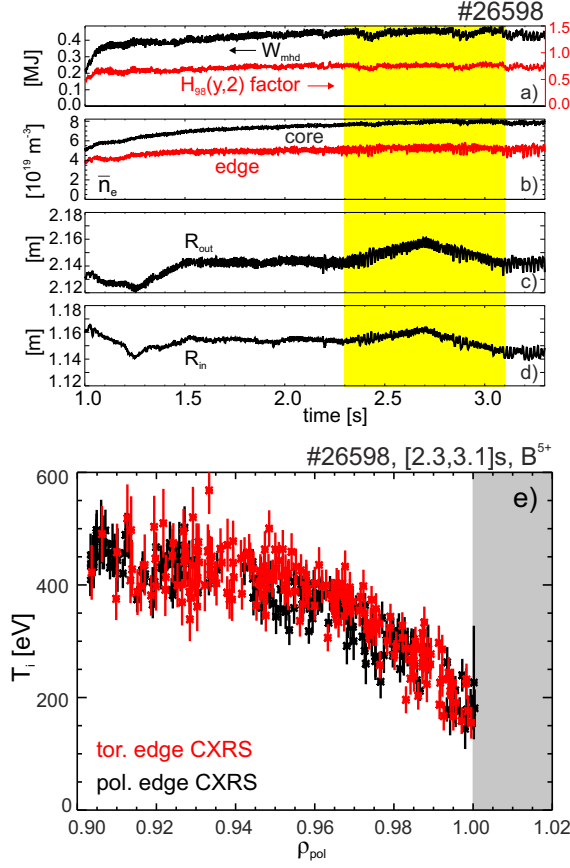 #26598
0.4
0.3
0.2
0.1
0.0
[MJ]
W_mhd
H_98(y,2) factor
1.5
1.0
0.5
0.0
a)
8
6
4
2
0
[10^19 m^-3]
core
edge
n̅_e
b)
2.18
2.16
2.14
2.12
[m]
R_out
c)
1.18
1.16
1.14
1.12
[m]
R_in
d)
1.0 1.5 2.0 2.5 3.0
time [s]
#26598, [2.3,3.1]s, B^5+
e)
600
400
200
0
T_i [eV]
tor. edge CXRS
pol. edge CXRS
0.90 0.92 0.94 0.96 0.98 1.00 1.02
ρ_pol